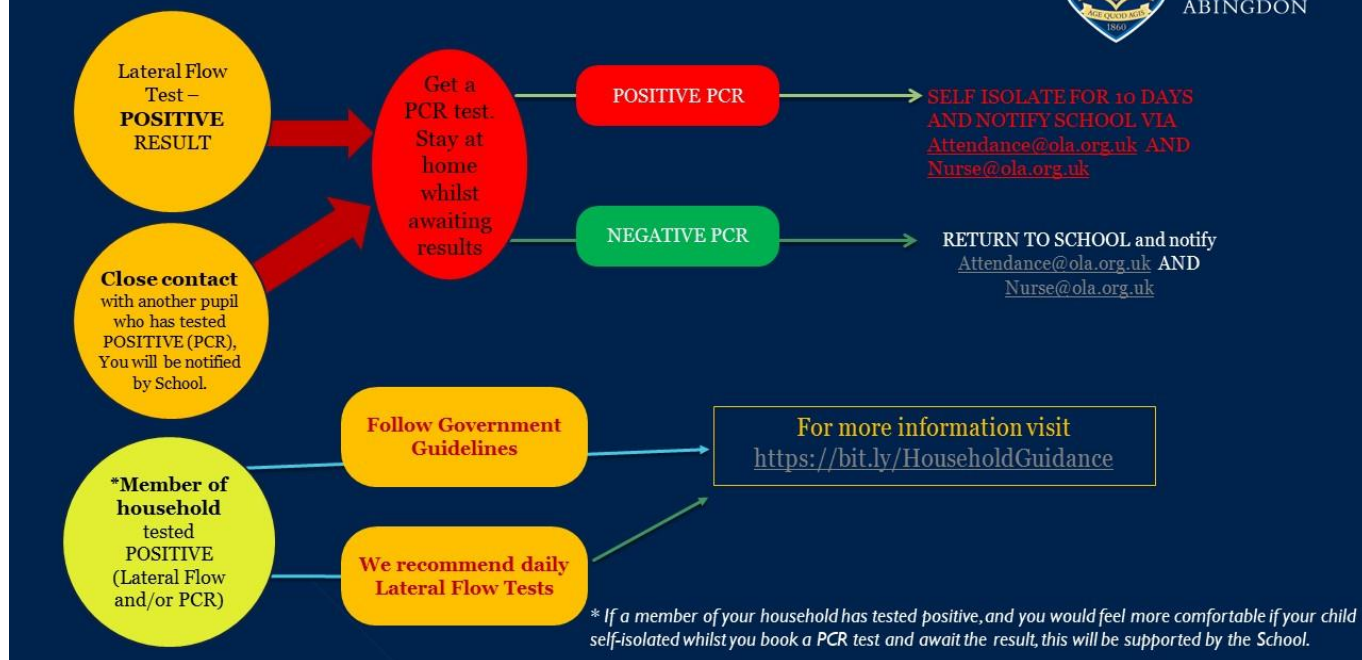 AGE QUOD AGIS
1860
ABINGDON
Lateral Flow
Test –
POSITIVE
RESULT
Get a
PCR test.
Stay at
home
whilst
awaiting
results
POSITIVE PCR
SELF ISOLATE FOR 10 DAYS
AND NOTIFY SCHOOL VIA
Attendance@ola.org.uk AND
Nurse@ola.org.uk
Close contact
with another pupil
who has tested
POSITIVE (PCR),
You will be notified
by School.
NEGATIVE PCR
RETURN TO SCHOOL and notify
Attendance@ola.org.uk AND
Nurse@ola.org.uk
*Member of
household
tested
POSITIVE
(Lateral Flow
and/or PCR)
Follow Government
Guidelines
We recommend daily
Lateral Flow Tests
For more information visit
https://bit.ly/HouseholdGuidance
* If a member of your household has tested positive, and you would feel more comfortable if your child
self-isolated whilst you book a PCR test and await the result, this will be supported by the School.